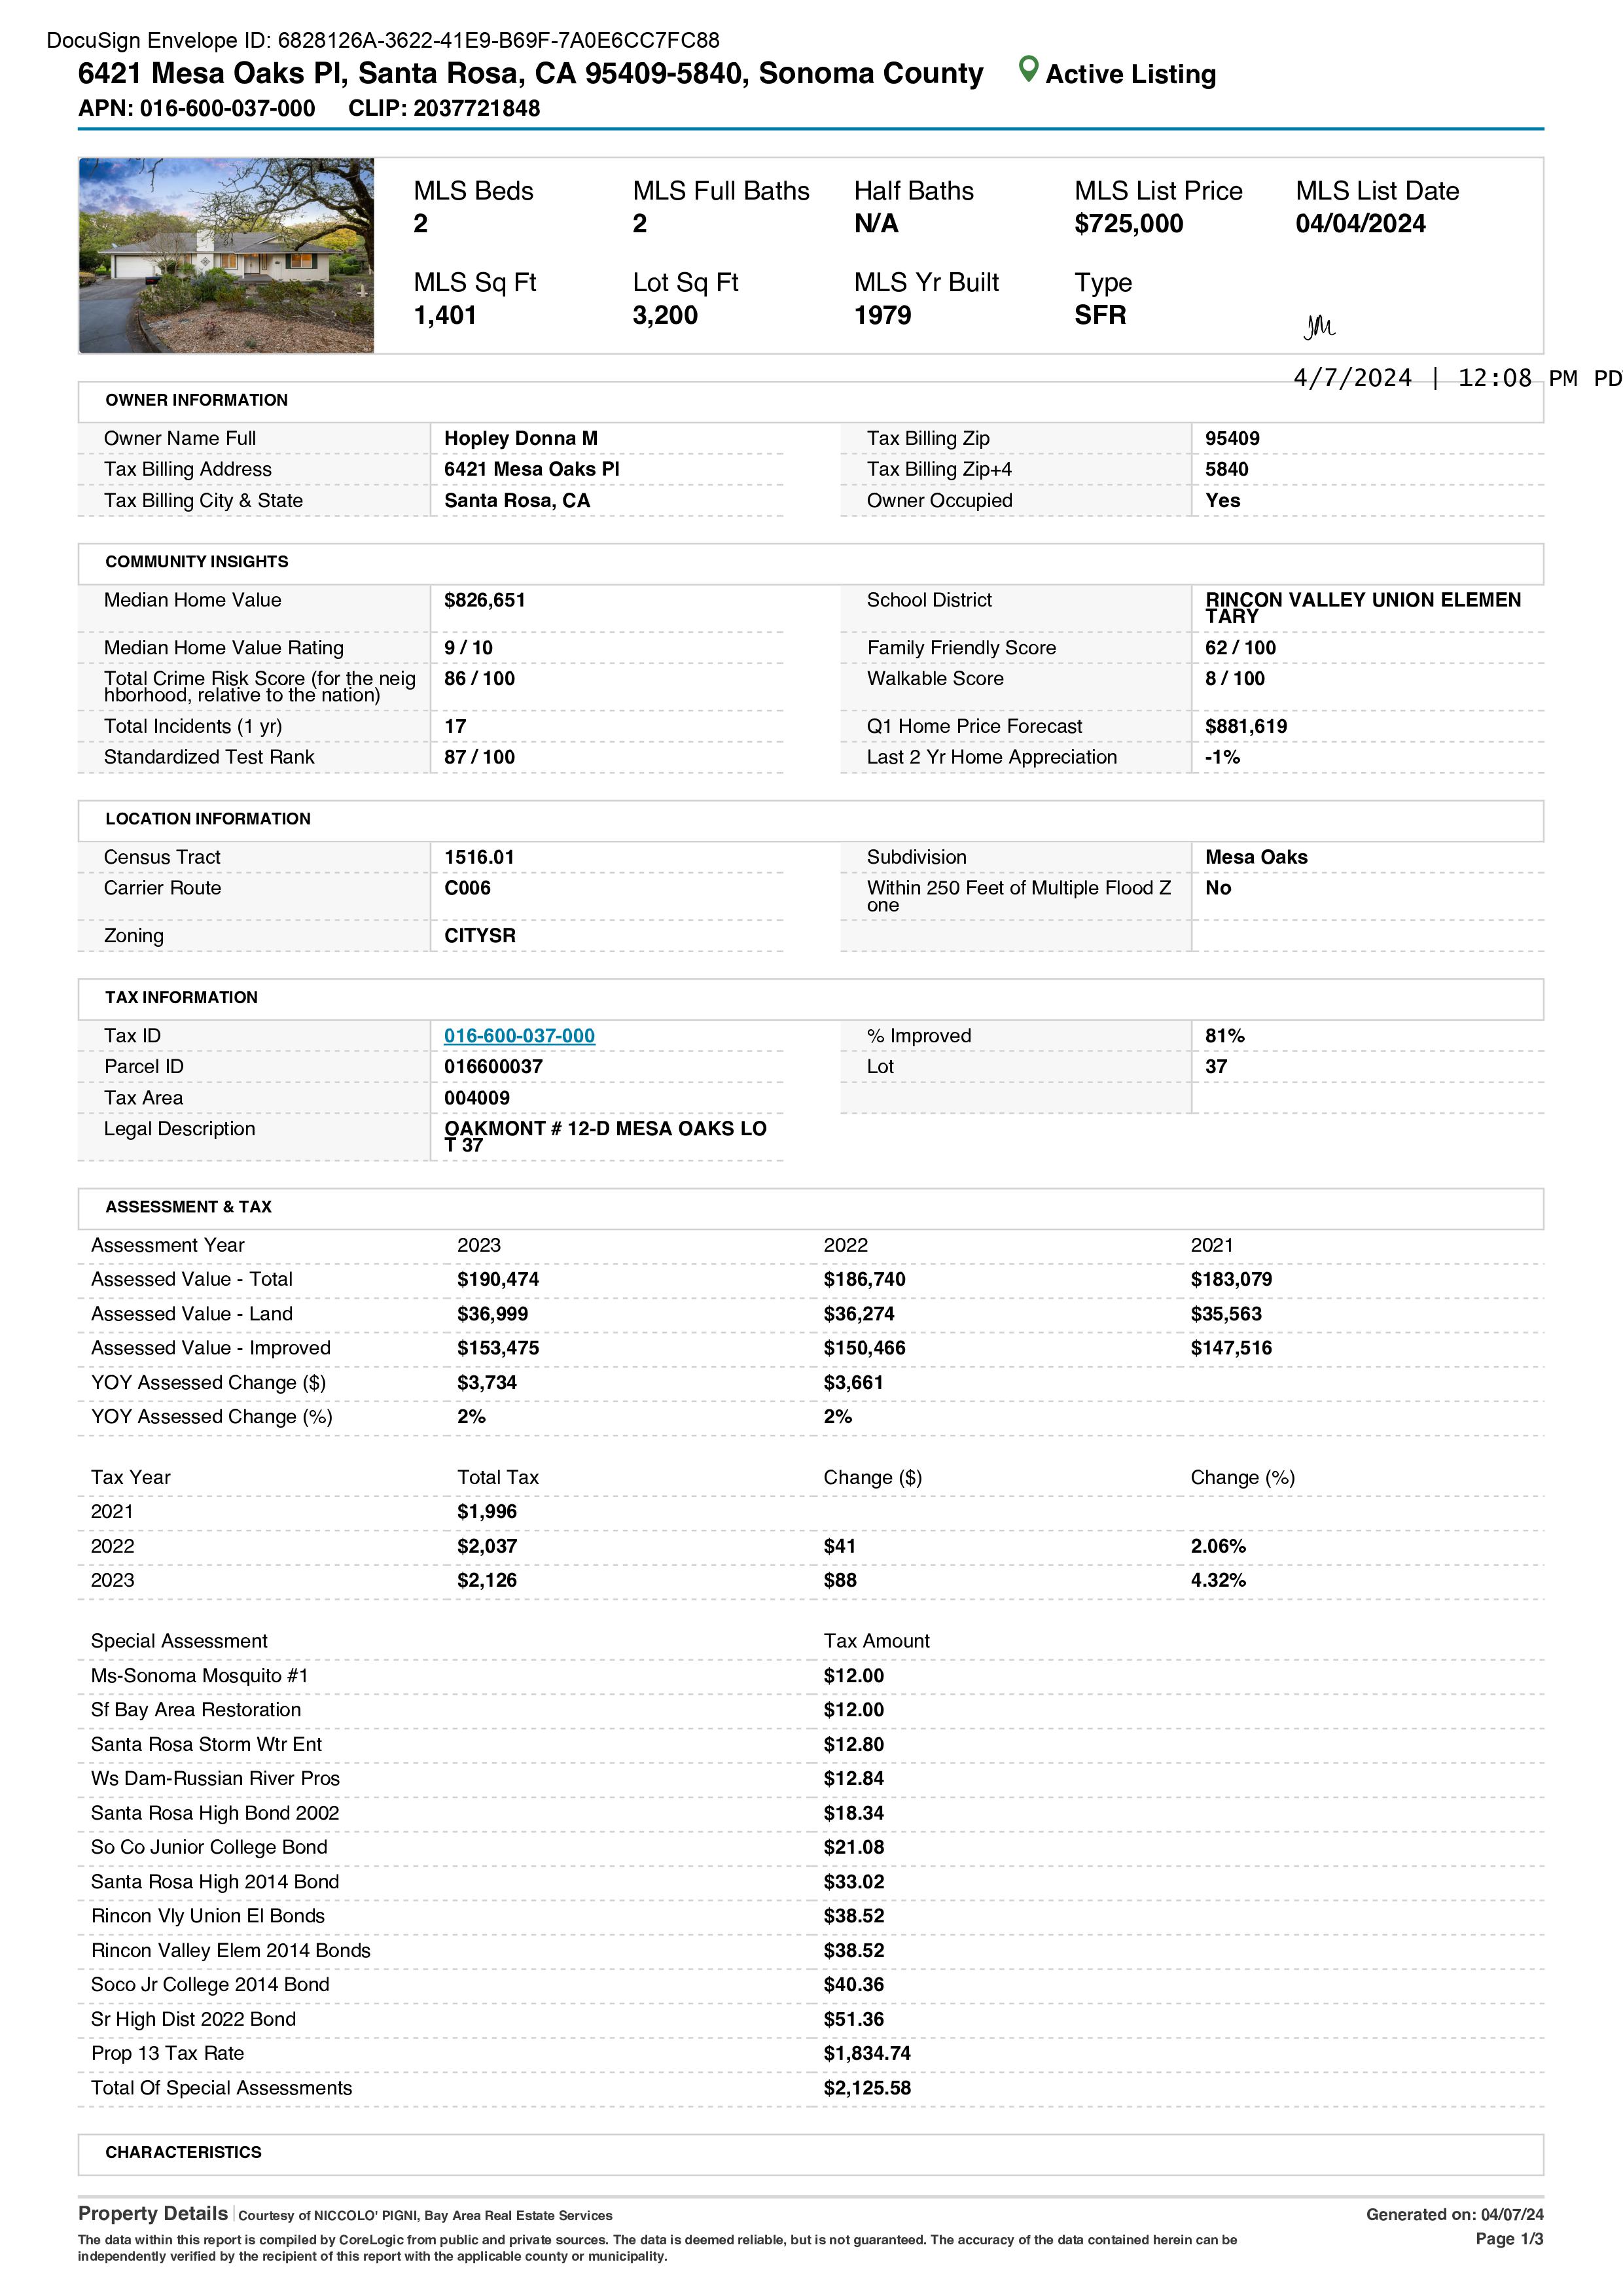 DocuSign Envelope ID: 6828126A-3622-41E9-B69F-7A0E6CC7FC88
6421 Mesa Oaks Pl, Santa Rosa, CA 95409-5840, Sonoma County Active Listing
APN: 016-600-037-000 CLIP: 2037721848
MLS Beds MLS Full Baths Half Baths MLS List Price MLS List Date
2 2 N/A $725,000 04/04/2024
MLS Sq Ft Lot Sq Ft MLS Yr Built Type
1,401 3,200 1979 SFR
JM
4/7/2024 | 12:08 PM PD
OWNER INFORMATION
Owner Name Full Hopley Donna M Tax Billing Zip 95409
Tax Billing Address 6421 Mesa Oaks Pl Tax Billing Zip+4 5840
Tax Billing City & State Santa Rosa, CA Owner Occupied Yes
COMMUNITY INSIGHTS
Median Home Value $826,651 School District RINCON VALLEY UNION ELEMEN
TARY
Median Home Value Rating 9 / 10 Family Friendly Score 62 / 100
Total Crime Risk Score (for the neig 86 / 100 Walkable Score 8 / 100
hborhood, relative to the nation)
Total Incidents (1 yr) 17 Q1 Home Price Forecast $881,619
Standardized Test Rank 87 / 100 Last 2 Yr Home Appreciation -1%
LOCATION INFORMATION
Census Tract 1516.01 Subdivision Mesa Oaks
Carrier Route C006 Within 250 Feet of Multiple Flood Z No
one
Zoning CITYSR
TAX INFORMATION
Tax ID 016-600-037-000 % Improved 81%
Parcel ID 016600037 Lot 37
Tax Area 004009
Legal Description OAKMONT # 12-D MESA OAKS LO
T 37
ASSESSMENT & TAX
Assessment Year 2023 2022 2021
Assessed Value - Total $190,474 $186,740 $183,079
Assessed Value - Land $36,999 $36,274 $35,563
Assessed Value - Improved $153,475 $150,466 $147,516
YOY Assessed Change ($) $3,734 $3,661
YOY Assessed Change (%) 2% 2%
Tax Year Total Tax Change ($) Change (%)
2021 $1,996
2022 $2,037 $41 2.06%
2023 $2,126 $88 4.32%
Special Assessment Tax Amount
Ms-Sonoma Mosquito #1 $12.00
Sf Bay Area Restoration $12.00
Santa Rosa Storm Wtr Ent $12.80
Ws Dam-Russian River Pros $12.84
Santa Rosa High Bond 2002 $18.34
So Co Junior College Bond $21.08
Santa Rosa High 2014 Bond $33.02
Rincon Vly Union El Bonds $38.52
Rincon Valley Elem 2014 Bonds $38.52
Soco Jr College 2014 Bond $40.36
Sr High Dist 2022 Bond $51.36
Prop 13 Tax Rate $1,834.74
Total Of Special Assessments $2,125.58
CHARACTERISTICS
Property Details Courtesy of NICCOLO' PIGNI, Bay Area Real Estate Services Generated on: 04/07/24
The data within this report is compiled by CoreLogic from public and private sources. The data is deemed reliable, but is not guaranteed. The accuracy of the data contained herein can be Page 1/3
independently verified by the recipient of this report with the applicable county or municipality.